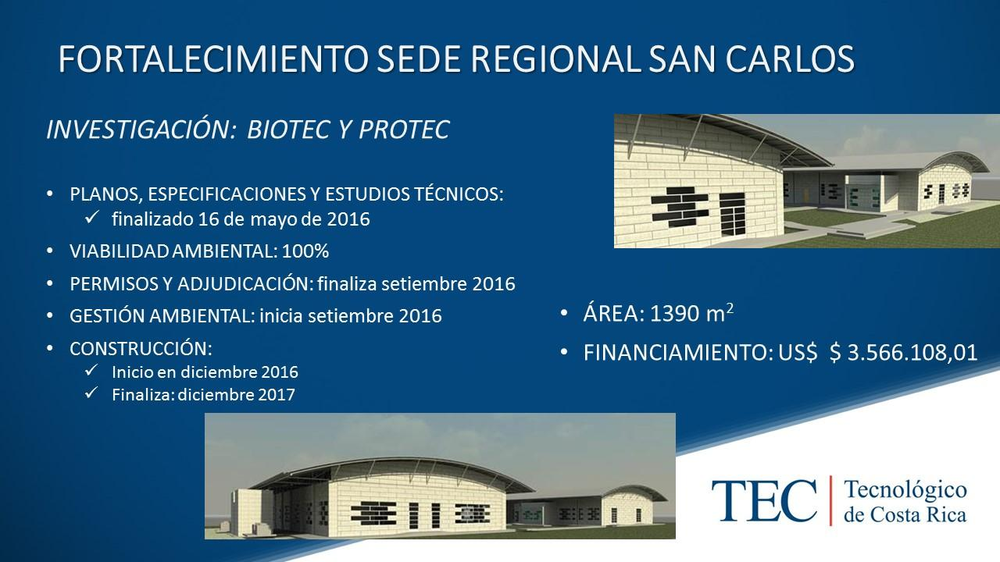 FORTALECIMIENTO SEDE REGIONAL SAN CARLOS
INVESTIGACIÓN: BIOTEC Y PROTEC
• PLANOS, ESPECIFICACIONES Y ESTUDIOS TÉCNICOS:
✓ finalizado 16 de mayo de 2016
• VIABILIDAD AMBIENTAL: 100%
• PERMISOS Y ADJUDICACIÓN: finaliza setiembre 2016
• GESTIÓN AMBIENTAL: inicia setiembre 2016
• CONSTRUCCIÓN:
✓ Inicio en diciembre 2016
✓ Finaliza: diciembre 2017
• ÁREA: 1390 m²
• FINANCIAMIENTO: US$ $ 3.566.108,01
TEC | Tecnológico
de Costa Rica